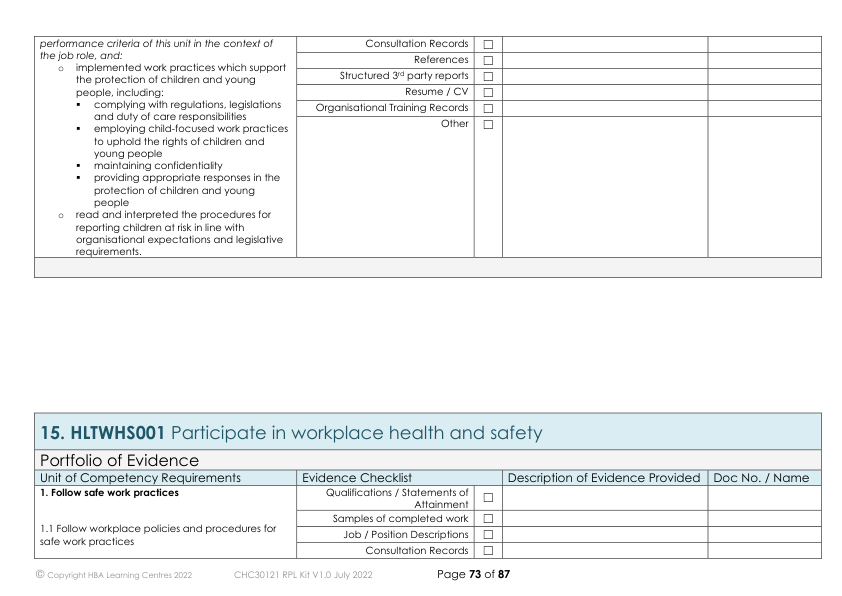 performance criteria of this unit in the context of
the job role, and:
o implemented work practices which support
the protection of children and young
people, including:
▪ complying with regulations, legislations
and duty of care responsibilities
▪ employing child-focused work practices
to uphold the rights of children and
young people
▪ maintaining confidentiality
▪ providing appropriate responses in the
protection of children and young
people
o read and interpreted the procedures for
reporting children at risk in line with
organisational expectations and legislative
requirements.
Consultation Records ☐
References ☐
Structured 3rd party reports ☐
Resume / CV ☐
Organisational Training Records ☐
Other ☐
15. HLTWHS001 Participate in workplace health and safety
Portfolio of Evidence
Unit of Competency Requirements Evidence Checklist Description of Evidence Provided Doc No. / Name
1. Follow safe work practices
1.1 Follow workplace policies and procedures for
safe work practices
Qualifications / Statements of
Attainment ☐
Samples of completed work ☐
Job / Position Descriptions ☐
Consultation Records ☐
© Copyright HBA Learning Centres 2022 CHC30121 RPL Kit V1.0 July 2022 Page 73 of 87